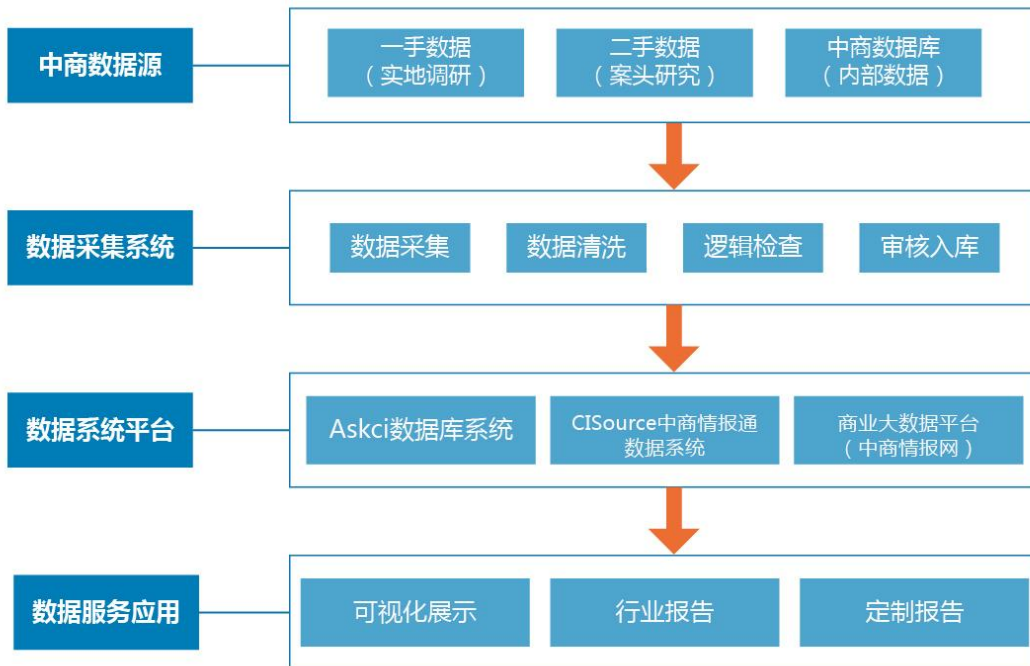 中商数据源
一手数据
（实地调研）
二手数据
（案头研究）
中商数据库
（内部数据）
数据采集系统
数据采集
数据清洗
逻辑检查
审核入库
数据系统平台
Askci数据库系统
CISource中商情报通
数据系统
商业大数据平台
（中商情报网）
数据服务应用
可视化展示
行业报告
定制报告